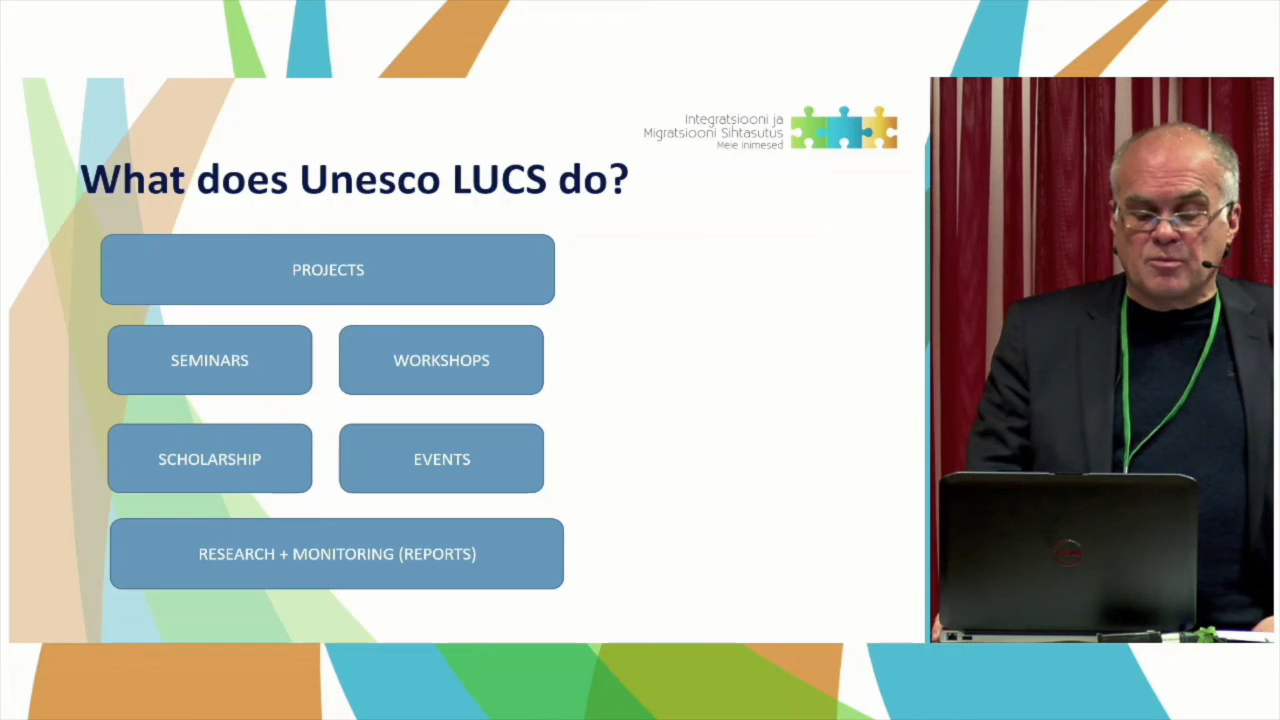 Integratsiooni ja
Migratsiooni Sihtasutus
Meie Inimesed
What does Unesco LUCS do?
PROJECTS
SEMINARS
WORKSHOPS
SCHOLARSHIP
EVENTS
RESEARCH + MONITORING (REPORTS)